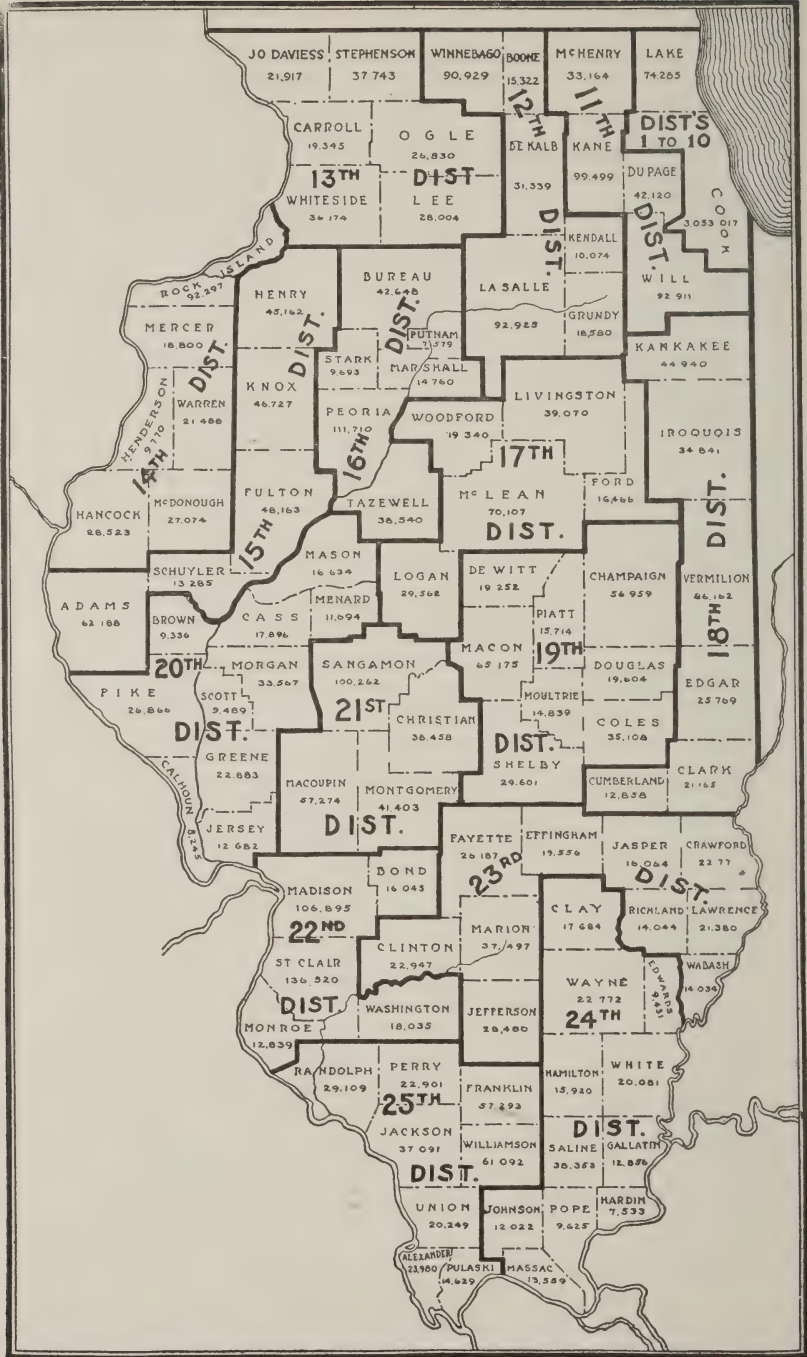 JO DAVIESS
21,917
STEPHENSON
37 743
WINNEBAGO
90,929
BOONE
15,322
McHENRY
33,164
LAKE
74,285
CARROLL
19,345
OGLE
26,830
12TH
DIST.
11TH
DIST.
DIST'S
1 TO 10
DE KALB
31,339
KANE
99,499
DU PAGE
42,120
COOK
3,053 017
13TH DIST
WHITESIDE
36 174
LEE
28,004
KENDALL
10,074
WILL
92 911
ROCK ISLAND
92,297
HENRY
45,162
BUREAU
42,648
LA SALLE
92,925
GRUNDY
18,580
MERCER
18,800
PUTNAM
7,579
STARK
9,693
MARSHALL
14 760
KANKAKEE
44 940
HENDERSON
9,770
WARREN
21 488
14TH
DIST.
KNOX
46,727
15TH
DIST.
PEORIA
111,710
16TH
DIST.
WOODFORD
19 340
LIVINGSTON
39,070
IROQUOIS
34 841
17TH
DIST.
HANCOCK
28,523
McDONOUGH
27,074
FULTON
48,163
TAZEWELL
38,540
McLEAN
70,107
FORD
16,466
18TH
DIST.
SCHUYLER
13 285
MASON
16 634
LOGAN
29,562
DE WITT
19 252
CHAMPAIGN
56 959
VERMILION
86,162
ADAMS
62 188
BROWN
9,336
CASS
17,896
MENARD
11,694
PIATT
15,714
MACON
65 175
19TH
DIST.
DOUGLAS
19,604
EDGAR
25 769
PIKE
26,866
20TH
DIST.
SCOTT
9,489
MORGAN
33,567
SANGAMON
100,262
21ST
DIST.
CHRISTIAN
38,458
MOULTRIE
14,839
COLES
35,108
SHELBY
29,601
CUMBERLAND
12,858
CLARK
21,165
GREENE
22,883
CALHOUN
8,245
JERSEY
12 682
MACOUPIN
57,274
MONTGOMERY
41,403
FAYETTE
26 187
EFFINGHAM
19,556
JASPER
16,064
CRAWFORD
22 77
23RD
DIST.
MADISON
106,895
BOND
16 045
22ND
DIST.
CLAY
17 684
RICHLAND
14,044
LAWRENCE
21,380
MARION
37,497
CLINTON
22,947
ST CLAIR
136,520
WABASH
14 034
WAYNE
22 772
EDWARDS
9,431
24TH
DIST.
MONROE
12,839
WASHINGTON
18,035
JEFFERSON
28,480
RANDOLPH
29,109
PERRY
22,901
25TH
DIST.
FRANKLIN
57,293
HAMILTON
15,920
WHITE
20,081
JACKSON
37 091
WILLIAMSON
61 092
SALINE
38,353
GALLATIN
12,856
UNION
20,249
JOHNSON
12 022
POPE
9,625
HARDIN
7,533
ALEXANDER
23,980
PULASKI
14,629
MASSAC
13,559